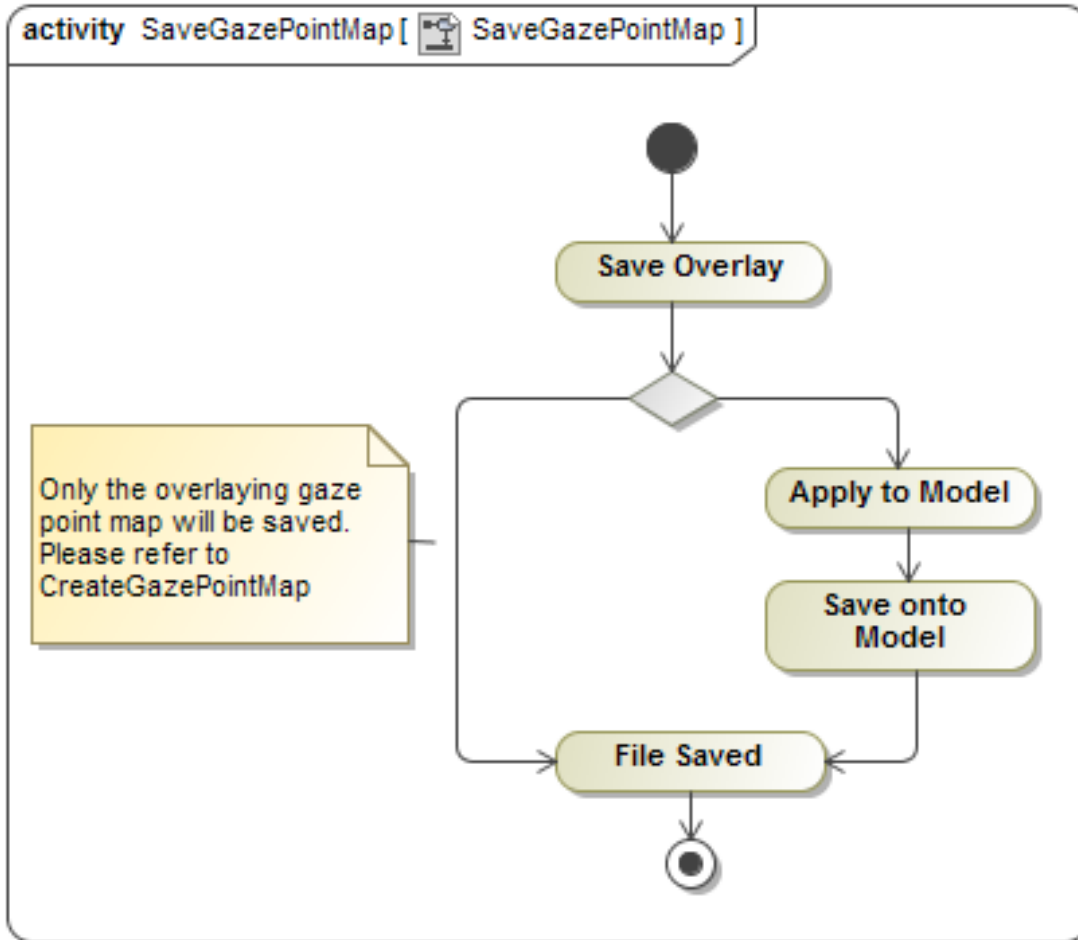 activity SaveGazePointMap [ SaveGazePointMap ]
Save Overlay
Only the overlaying gaze
point map will be saved.
Please refer to
CreateGazePointMap
Apply to Model
Save onto
Model
File Saved